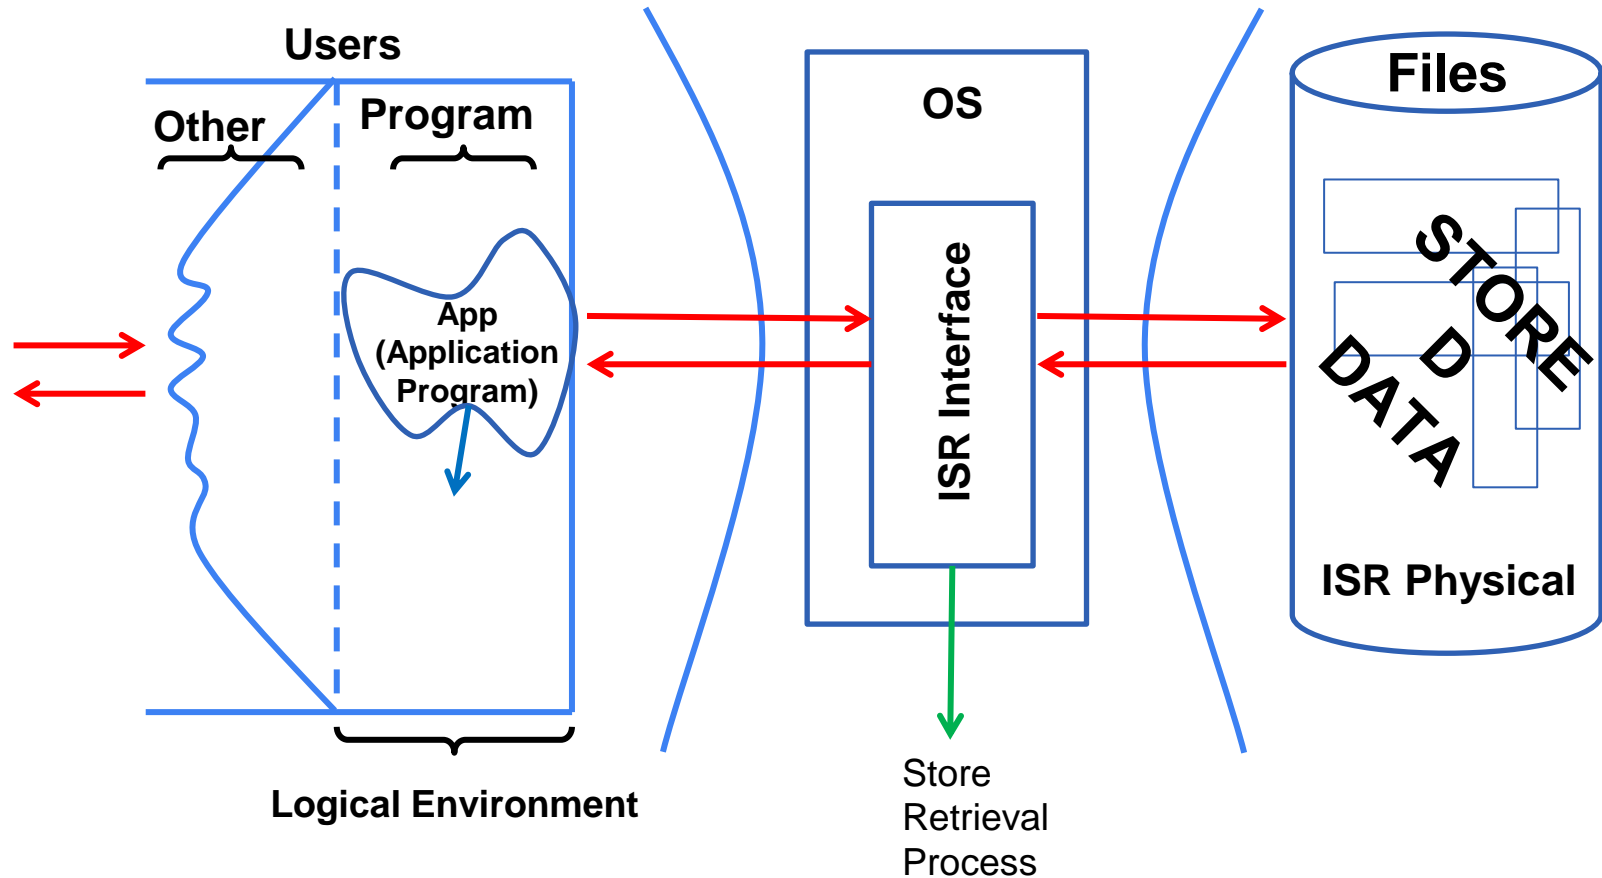 Users
Other
Program
App
(Application
Program)
Logical Environment
OS
ISR Interface
Store
Retrieval
Process
Files
STORE
D
DATA
ISR Physical